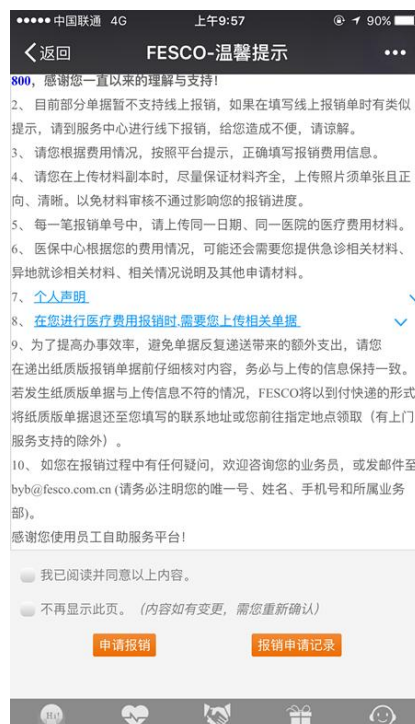 中国联通 4G 上午9:57 90%
返回 FESCO-温馨提示
800，感谢您一直以来的理解与支持!
2、 目前部分单据暂不支持线上报销，如果在填写线上报销单时有类似
提示，请到服务中心进行线下报销，给您造成不便，请谅解。
3、 请您根据费用情况，按照平台提示，正确填写报销费用信息。
4、 请您在上传材料副本时，尽量保证材料齐全，上传照片须单张且正
向、清晰。以免材料审核不通过影响您的报销进度。
5、 每一笔报销单号中，请上传同一日期、同一医院的医疗费用材料。
6、 医保中心根据您的费用情况，可能还会需要您提供急诊相关材料、
异地就诊相关材料、相关情况说明及其他申请材料。
7、 个人声明
8、 在您进行医疗费用报销时,需要您上传相关单据
9、为了提高办事效率，避免单据反复递送带来的额外支出，请您
在递出纸质版报销单据前仔细核对内容，务必与上传的信息保持一致。
若发生纸质版单据与上传信息不符的情况，FESCO将以到付快递的形式
将纸质版单据退还至您填写的联系地址或您前往指定地点领取（有上门
服务支持的除外）。
10、 如您在报销过程中有任何疑问，欢迎咨询您的业务员，或发邮件至
byb@fesco.com.cn (请务必注明您的唯一号、姓名、手机号和所属业务
部)。
感谢您使用员工自助服务平台!
我已阅读并同意以上内容。
不再显示此页。（内容如有变更，需您重新确认）
申请报销 报销申请记录
Hi!